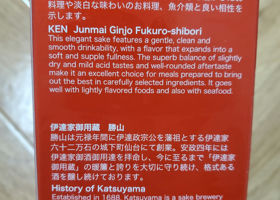 料理や淡白な味わいのお料理、魚介類と良い相性を
示します。
KEN Junmai Ginjo Fukuro-shibori
This elegant sake features a gentle, clean and
smooth drinkability, with a flavor that expands into a
soft and supple fullness. The superb balance of slightly
dry and mild acid tastes and well-rounded aftertaste
make it an excellent choice for meals prepared to bring
out the best in carefully selected ingredients. It goes
well with lightly flavored foods and also with seafood.
伊達家御用蔵 勝山
勝山は元禄年間に伊達政宗公を藩祖とする伊達家
六十二万石の城下町仙台にて創業。安政四年には
伊達家御酒御用達を拝命し、今に至るまで「伊達家
御用蔵」の暖簾と誇りを大切に守り続け、格式ある
酒を醸し続けております。
History of Katsuyama
Established in 1688, Katsuyama is a sake brewery